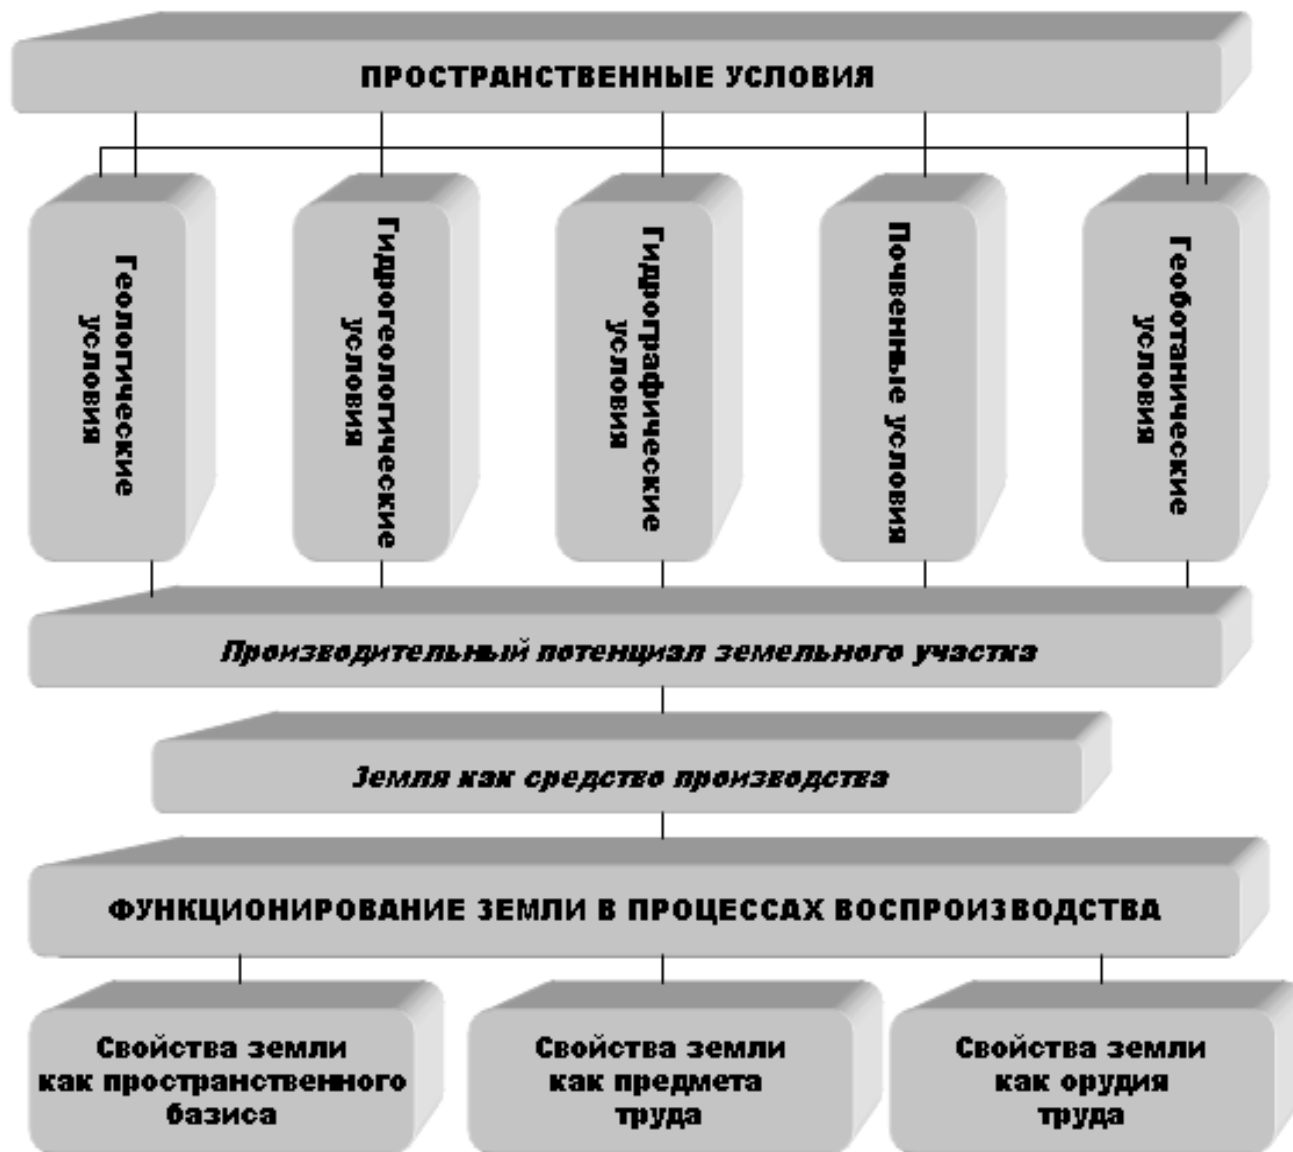 ПРОСТРАНСТВЕННЫЕ УСЛОВИЯ
Геологические
условия
Гидрогеологические
условия
Гидрографические
условия
Почвенные условия
Геоботанические
условия
Производительный потенциал земельного участка
Земля как средство производства
ФУНКЦИОНИРОВАНИЕ ЗЕМЛИ В ПРОЦЕССАХ ВОСПРОИЗВОДСТВА
Свойства земли
как пространственного
базиса
Свойства земли
как предмета
труда
Свойства земли
как орудия
труда